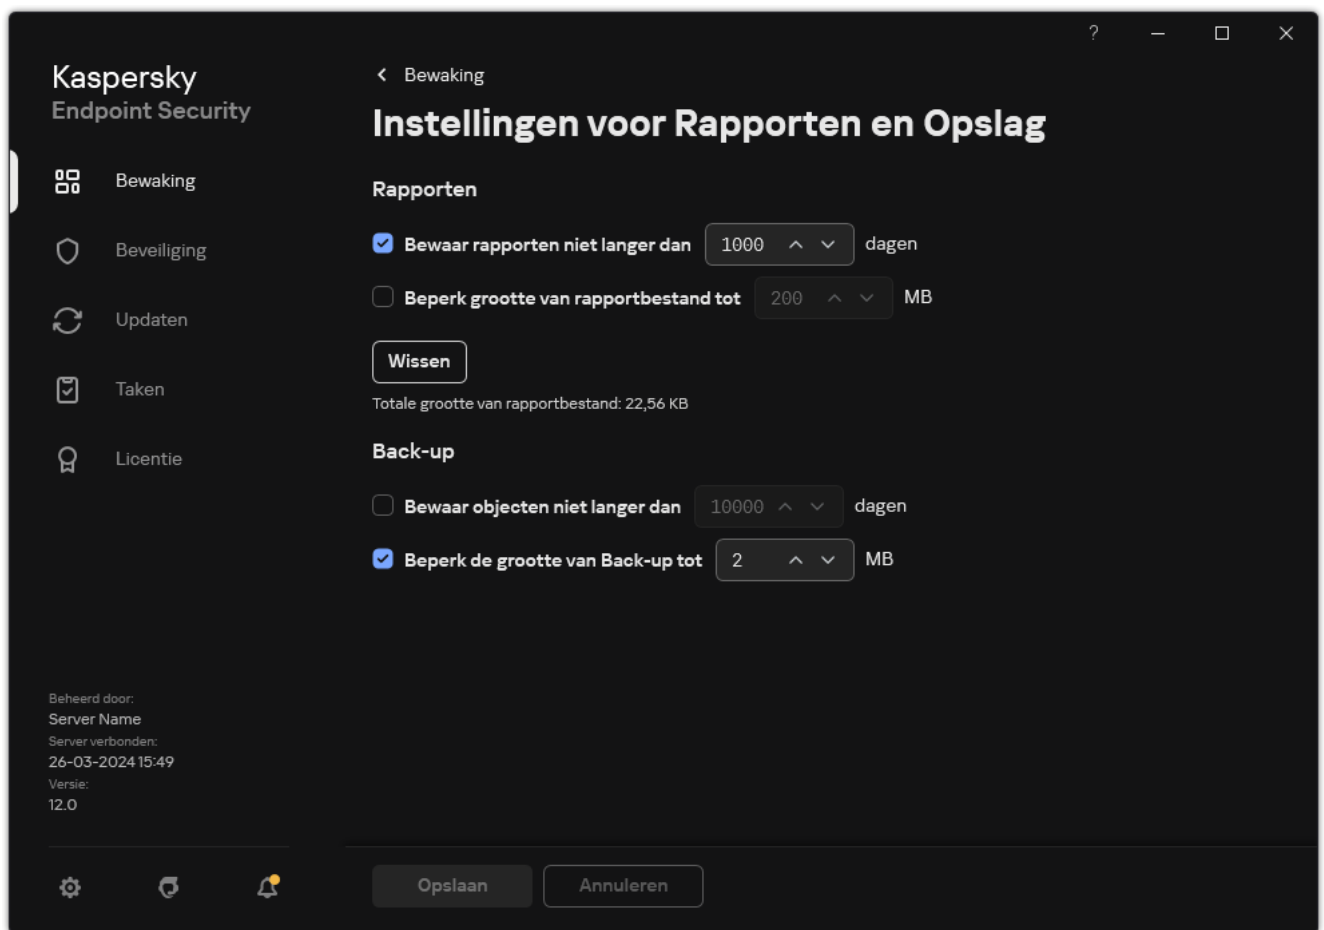 ?
Kaspersky
Endpoint Security
Bewaking
Beveiliging
Updaten
Taken
Licentie
Beheerd door:
Server Name
Server verbonden:
26-03-2024 15:49
Versie:
12.0
Bewaking
Instellingen voor Rapporten en Opslag
Rapporten
Bewaar rapporten niet langer dan 1000 dagen
Beperk grootte van rapportbestand tot 200 MB
Wissen
Totale grootte van rapportbestand: 22,56 KB
Back-up
Bewaar objecten niet langer dan 10000 dagen
Beperk de grootte van Back-up tot 2 MB
Opslaan Annuleren